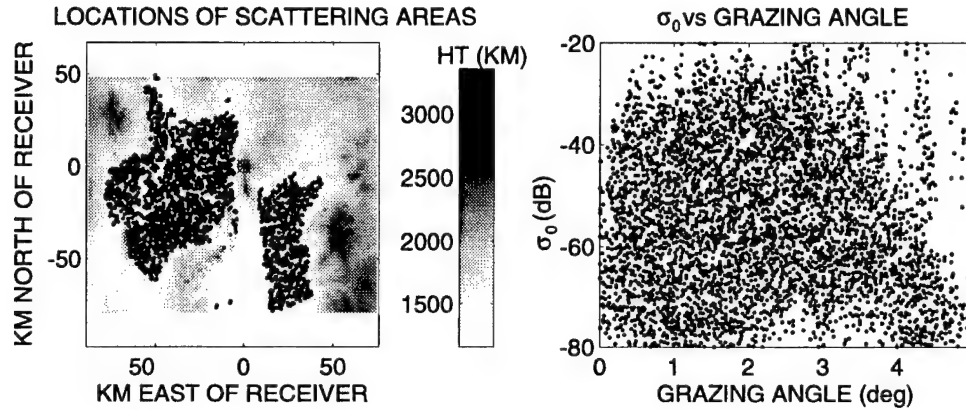 LOCATIONS OF SCATTERING AREAS
KM NORTH OF RECEIVER
50
0
-50
50
0
50
KM EAST OF RECEIVER
HT (KM)
3000
2500
2000
1500
σ0 vs GRAZING ANGLE
σ0 (dB)
-20
-40
-60
-80
0
1
2
3
4
GRAZING ANGLE (deg)